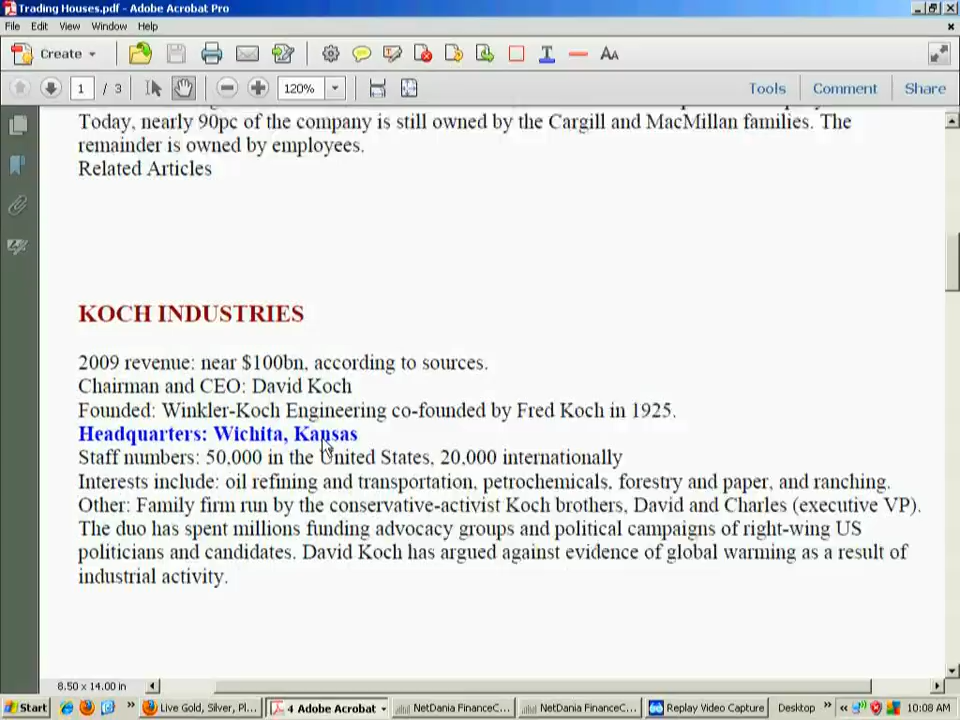 Trading Houses.pdf - Adobe Acrobat Pro
File Edit View Window Help
Create
1 / 3 120% Tools Comment Share
Today, nearly 90pc of the company is still owned by the Cargill and MacMillan families. The
remainder is owned by employees.
Related Articles
KOCH INDUSTRIES
2009 revenue: near $100bn, according to sources.
Chairman and CEO: David Koch
Founded: Winkler-Koch Engineering co-founded by Fred Koch in 1925.
Headquarters: Wichita, Kansas
Staff numbers: 50,000 in the United States, 20,000 internationally
Interests include: oil refining and transportation, petrochemicals, forestry and paper, and ranching.
Other: Family firm run by the conservative-activist Koch brothers, David and Charles (executive VP).
The duo has spent millions funding advocacy groups and political campaigns of right-wing US
politicians and candidates. David Koch has argued against evidence of global warming as a result of
industrial activity.
8.50 x 14.00 in
Start Live Gold, Silver, Pl... 4 Adobe Acrobat NetDania FinanceC... NetDania FinanceC... Replay Video Capture Desktop 10:08 AM